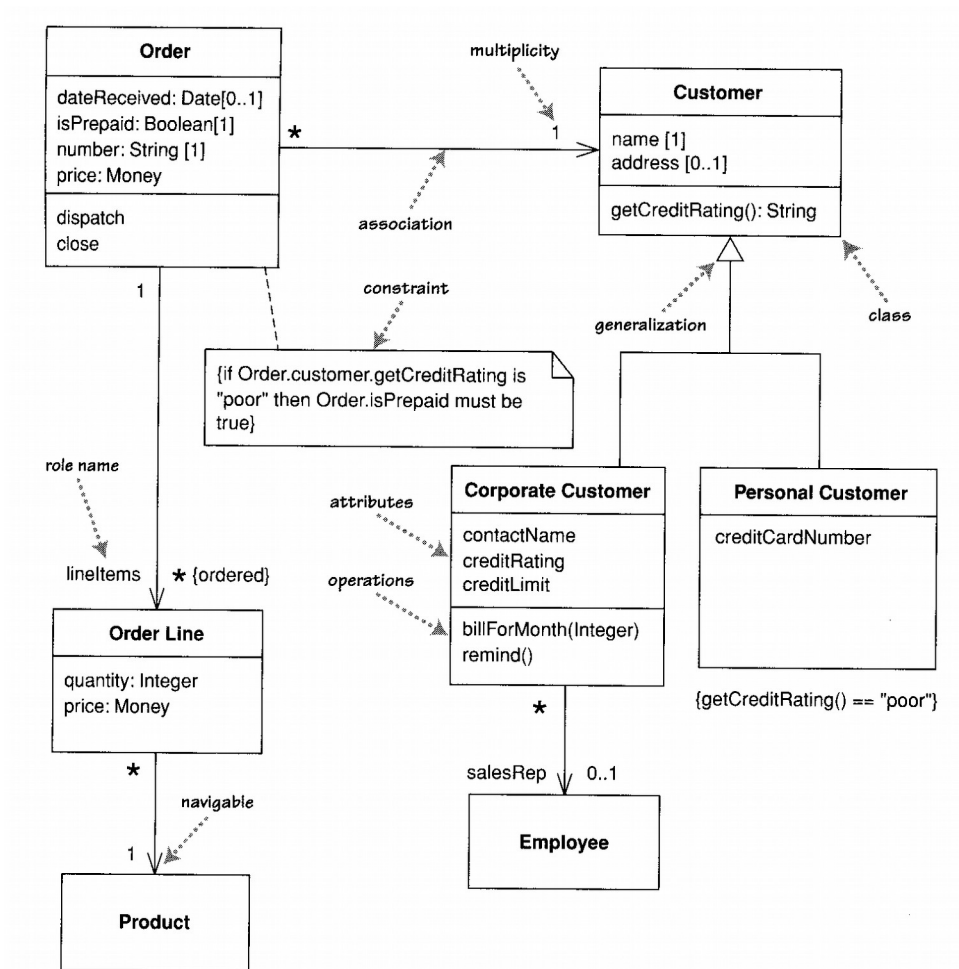 Order
dateReceived: Date[0..1]
isPrepaid: Boolean[1]
number: String [1]
price: Money
dispatch
close
multiplicity
*
1
association
Customer
name [1]
address [0..1]
getCreditRating(): String
generalization
class
1
constraint
{if Order.customer.getCreditRating is
"poor" then Order.isPrepaid must be
true}
role name
lineItems
* {ordered}
Order Line
quantity: Integer
price: Money
*
navigable
1
Product
attributes
operations
Corporate Customer
contactName
creditRating
creditLimit
billForMonth(Integer)
remind()
*
salesRep
0..1
Employee
Personal Customer
creditCardNumber
{getCreditRating() == "poor"}